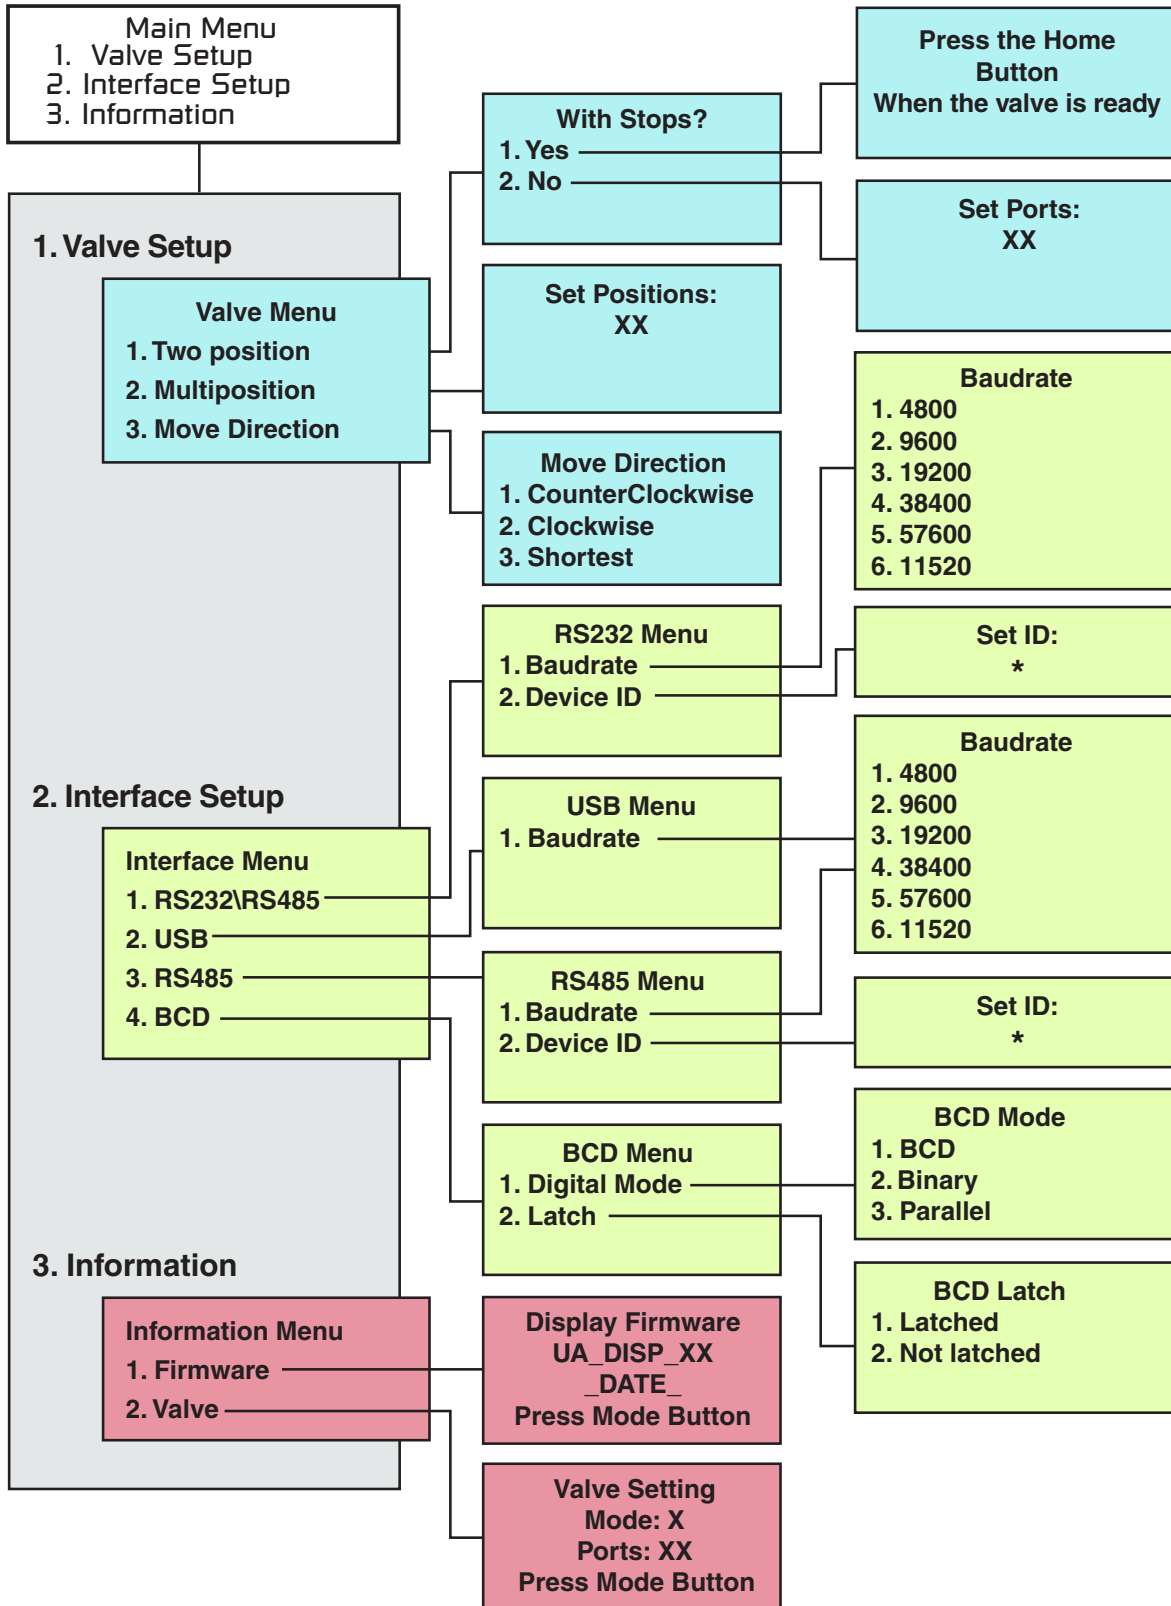 Main Menu
1. Valve Setup
2. Interface Setup
3. Information
1. Valve Setup
Valve Menu
1. Two position
2. Multiposition
3. Move Direction
With Stops?
1. Yes
2. No
Press the Home
Button
When the valve is ready
Set Ports:
XX
Set Positions:
XX
Move Direction
1. CounterClockwise
2. Clockwise
3. Shortest
2. Interface Setup
Interface Menu
1. RS232\RS485
2. USB
3. RS485
4. BCD
RS232 Menu
1. Baudrate
2. Device ID
Baudrate
1. 4800
2. 9600
3. 19200
4. 38400
5. 57600
6. 11520
Set ID:
*
USB Menu
1. Baudrate
Baudrate
1. 4800
2. 9600
3. 19200
4. 38400
5. 57600
6. 11520
RS485 Menu
1. Baudrate
2. Device ID
Set ID:
*
BCD Menu
1. Digital Mode
2. Latch
BCD Mode
1. BCD
2. Binary
3. Parallel
BCD Latch
1. Latched
2. Not latched
3. Information
Information Menu
1. Firmware
2. Valve
Display Firmware
UA_DISP_XX
_DATE_
Press Mode Button
Valve Setting
Mode: X
Ports: XX
Press Mode Button